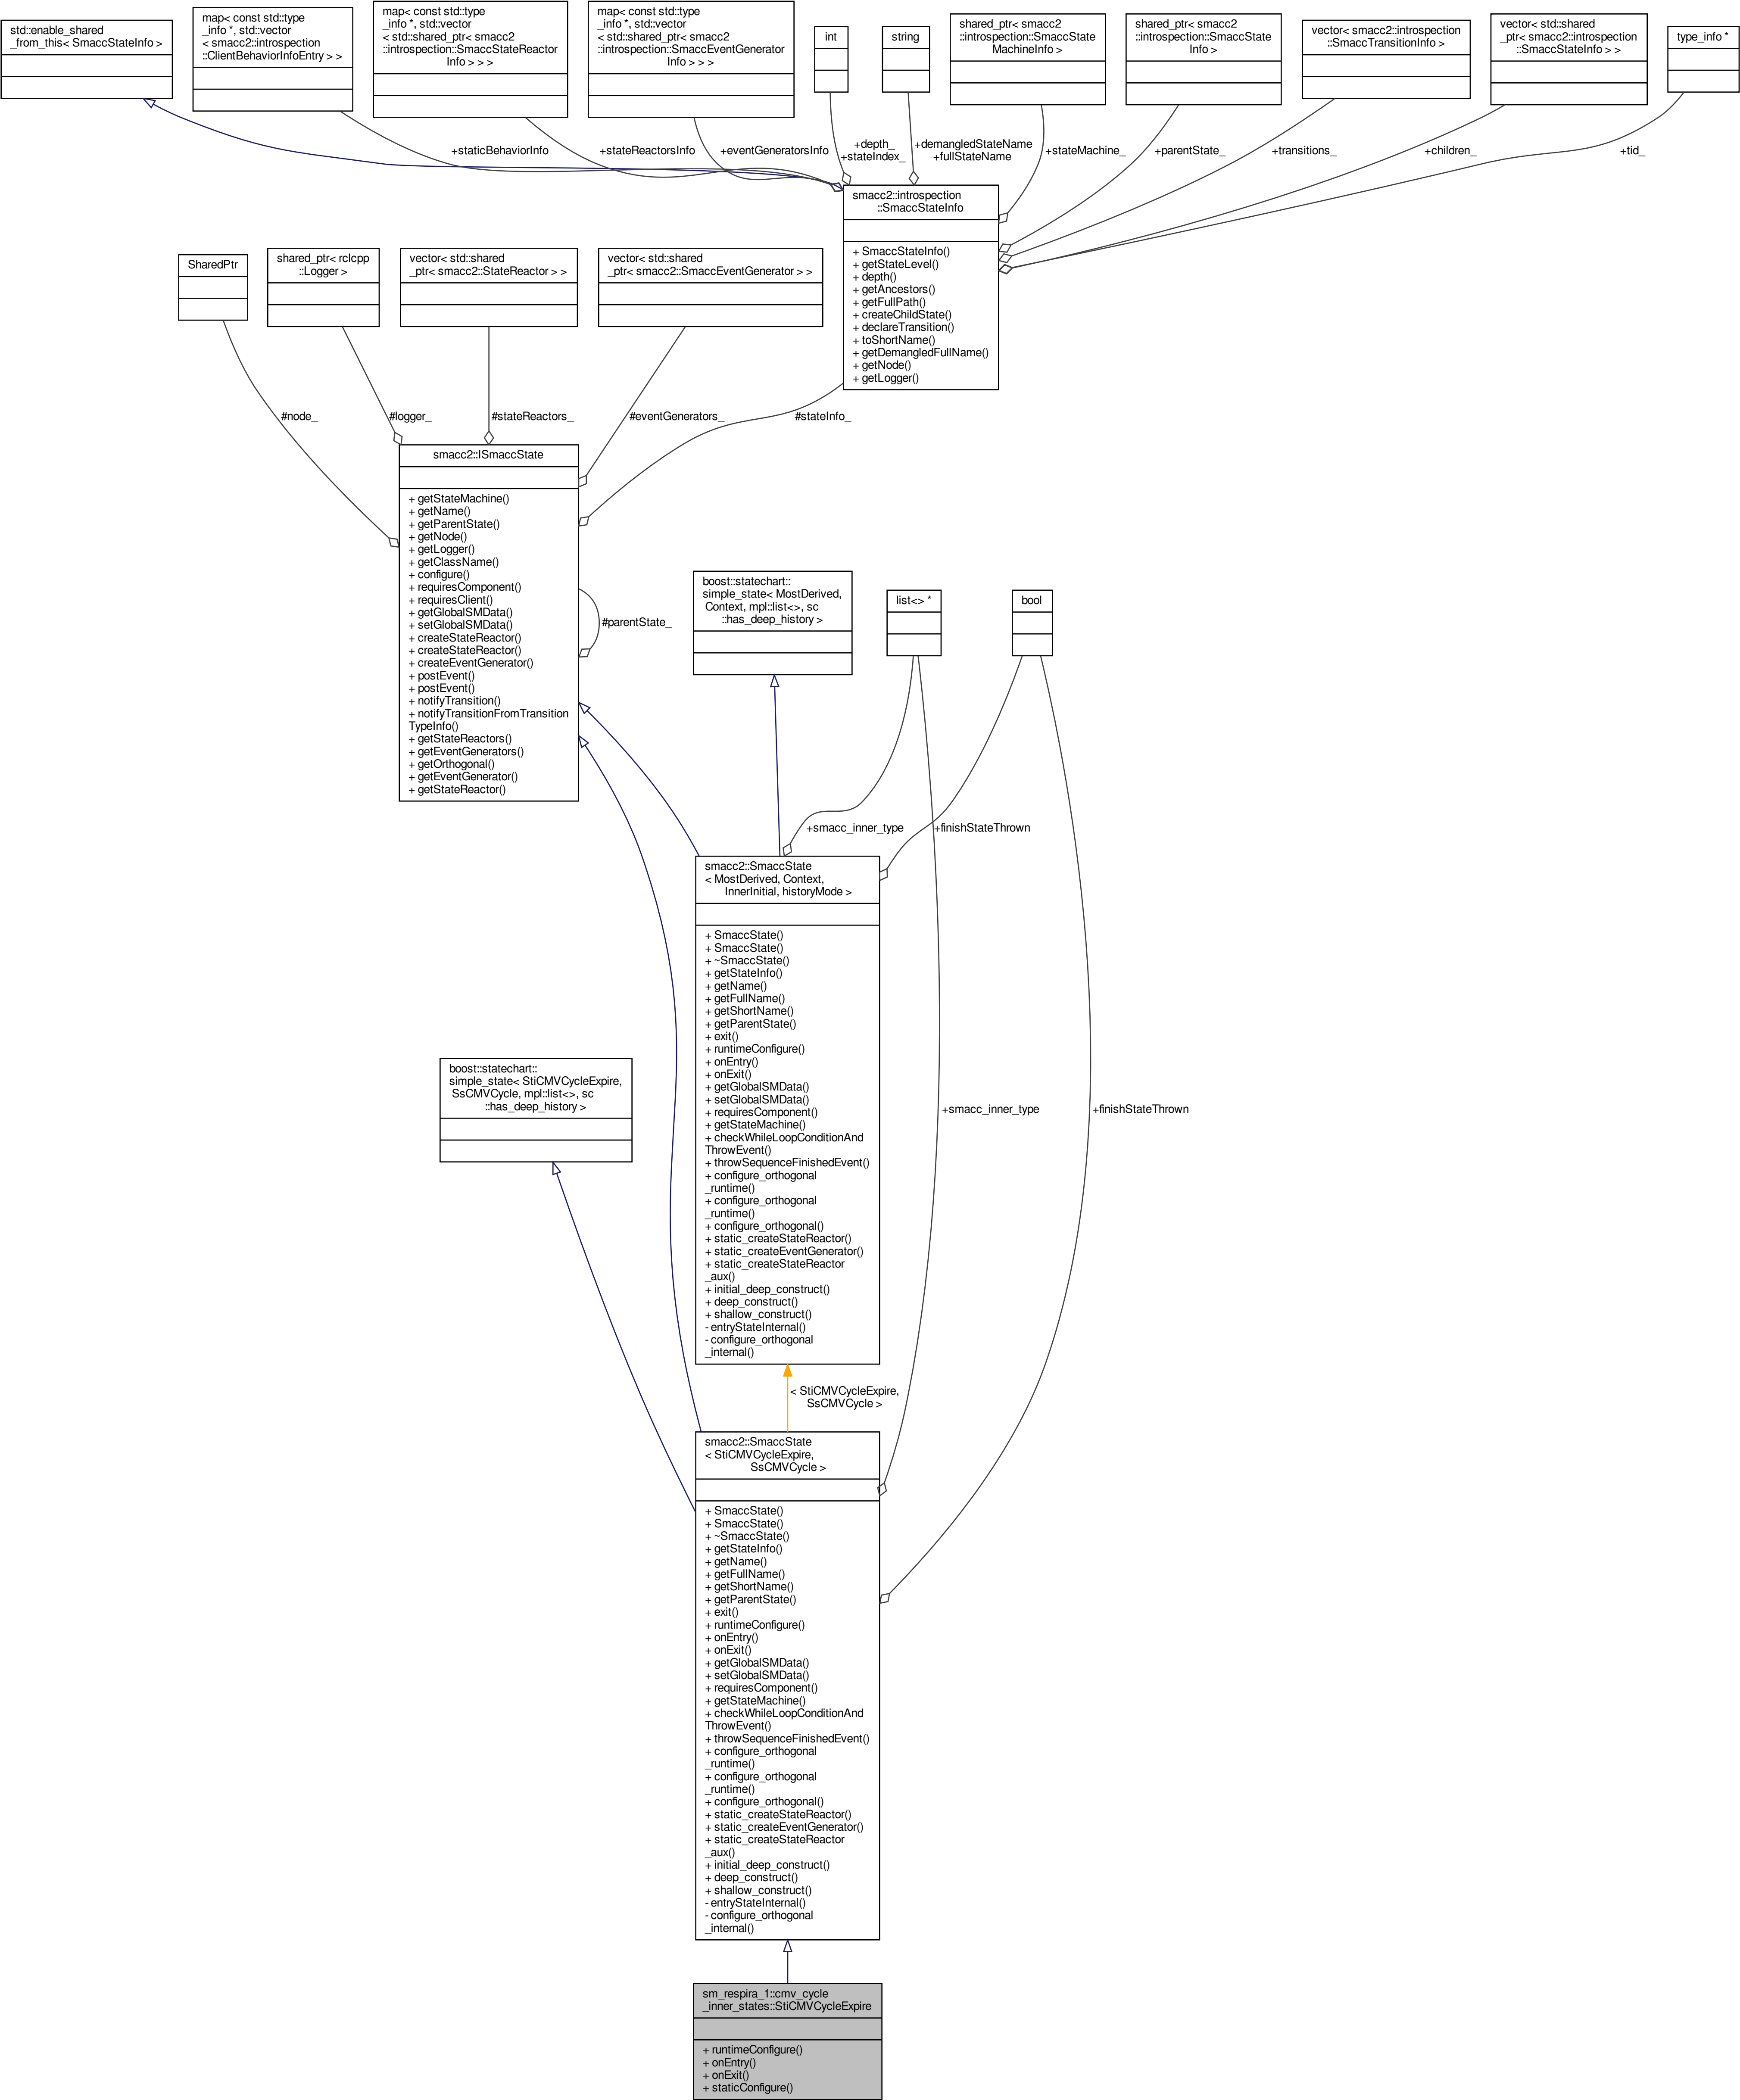 std::enable_shared
_from_this< SmaccStateInfo >
map< const std::type
_info *, std::vector
< smacc2::introspection
::ClientBehaviorInfoEntry > >
map< const std::type
_info *, std::vector
< std::shared_ptr< smacc2
::introspection::SmaccStateReactor
Info > > >
map< const std::type
_info *, std::vector
< std::shared_ptr< smacc2
::introspection::SmaccEventGenerator
Info > > >
int
string
shared_ptr< smacc2
::introspection::SmaccState
MachineInfo >
shared_ptr< smacc2
::introspection::SmaccState
Info >
vector< smacc2::introspection
::SmaccTransitionInfo >
vector< std::shared
_ptr< smacc2::introspection
::SmaccStateInfo > >
type_info *
+staticBehaviorInfo
+stateReactorsInfo
+eventGeneratorsInfo
+depth_
+stateIndex_
+demangledStateName
+fullStateName
+stateMachine_
+parentState_
+transitions_
+children_
+tid_
smacc2::introspection
::SmaccStateInfo
+ SmaccStateInfo()
+ getStateLevel()
+ depth()
+ getAncestors()
+ getFullPath()
+ createChildState()
+ declareTransition()
+ toShortName()
+ getDemangledFullName()
+ getNode()
+ getLogger()
SharedPtr
shared_ptr< rclcpp
::Logger >
vector< std::shared
_ptr< smacc2::StateReactor > >
vector< std::shared
_ptr< smacc2::SmaccEventGenerator > >
#node_
#logger_
#stateReactors_
#eventGenerators_
#stateInfo_
smacc2::ISmaccState
+ getStateMachine()
+ getName()
+ getParentState()
+ getNode()
+ getLogger()
+ getClassName()
+ configure()
+ requiresComponent()
+ requiresClient()
+ getGlobalSMData()
+ setGlobalSMData()
+ createStateReactor()
+ createStateReactor()
+ createEventGenerator()
+ postEvent()
+ postEvent()
+ notifyTransition()
+ notifyTransitionFromTransition
TypeInfo()
+ getStateReactors()
+ getEventGenerators()
+ getOrthogonal()
+ getEventGenerator()
+ getStateReactor()
#parentState_
boost::statechart::
simple_state< MostDerived,
Context, mpl::list<>, sc
::has_deep_history >
list<> *
bool
+smacc_inner_type
+finishStateThrown
smacc2::SmaccState
< MostDerived, Context,
InnerInitial, historyMode >
+ SmaccState()
+ SmaccState()
+ ~SmaccState()
+ getStateInfo()
+ getName()
+ getFullName()
+ getShortName()
+ getParentState()
+ exit()
+ runtimeConfigure()
+ onEntry()
+ onExit()
+ getGlobalSMData()
+ setGlobalSMData()
+ requiresComponent()
+ getStateMachine()
+ checkWhileLoopConditionAnd
ThrowEvent()
+ throwSequenceFinishedEvent()
+ configure_orthogonal
_runtime()
+ configure_orthogonal
_runtime()
+ configure_orthogonal()
+ static_createStateReactor()
+ static_createEventGenerator()
+ static_createStateReactor
_aux()
+ initial_deep_construct()
+ deep_construct()
+ shallow_construct()
- entryStateInternal()
- configure_orthogonal
_internal()
boost::statechart::
simple_state< StiCMVCycleExpire,
SsCMVCycle, mpl::list<>, sc
::has_deep_history >
+smacc_inner_type
+finishStateThrown
< StiCMVCycleExpire,
SsCMVCycle >
smacc2::SmaccState
< StiCMVCycleExpire,
SsCMVCycle >
+ SmaccState()
+ SmaccState()
+ ~SmaccState()
+ getStateInfo()
+ getName()
+ getFullName()
+ getShortName()
+ getParentState()
+ exit()
+ runtimeConfigure()
+ onEntry()
+ onExit()
+ getGlobalSMData()
+ setGlobalSMData()
+ requiresComponent()
+ getStateMachine()
+ checkWhileLoopConditionAnd
ThrowEvent()
+ throwSequenceFinishedEvent()
+ configure_orthogonal
_runtime()
+ configure_orthogonal
_runtime()
+ configure_orthogonal()
+ static_createStateReactor()
+ static_createEventGenerator()
+ static_createStateReactor
_aux()
+ initial_deep_construct()
+ deep_construct()
+ shallow_construct()
- entryStateInternal()
- configure_orthogonal
_internal()
sm_respira_1::cmv_cycle
_inner_states::StiCMVCycleExpire
+ runtimeConfigure()
+ onEntry()
+ onExit()
+ staticConfigure()